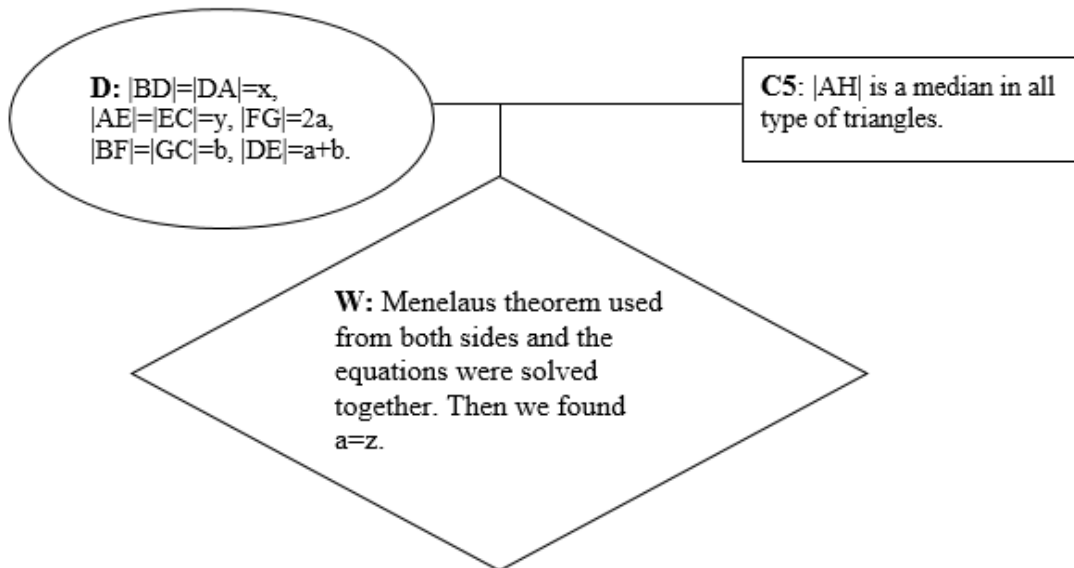 D: |BD|=|DA|=x,
|AE|=|EC|=y, |FG|=2a,
|BF|=|GC|=b, |DE|=a+b.
C5: |AH| is a median in all
type of triangles.
W: Menelaus theorem used
from both sides and the
equations were solved
together. Then we found
a=z.